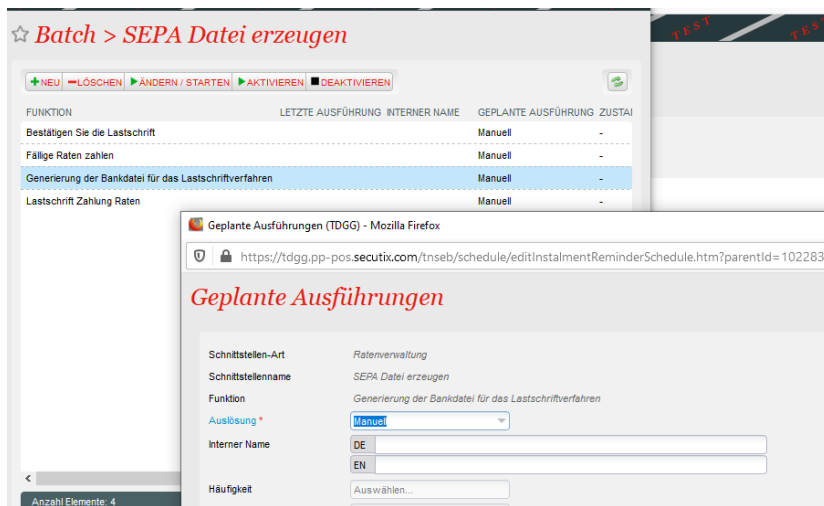 TEST
TEST
Batch > SEPA Datei erzeugen
NEU LÖSCHEN ÄNDERN / STARTEN AKTIVIEREN DEAKTIVIEREN
FUNKTION LETZTE AUSFÜHRUNG INTERNER NAME GEPLANTE AUSFÜHRUNG ZUSTAI
Bestätigen Sie die Lastschrift Manuell -
Fällige Raten zahlen Manuell -
Generierung der Bankdatei für das Lastschriftverfahren Manuell -
Lastschrift Zahlung Raten Manuell -
Geplante Ausführungen (TDGG) - Mozilla Firefox
https://tdgg.pp-pos.secutix.com/tnseb/schedule/editInstalmentReminderSchedule.htm?parentId=102283
Geplante Ausführungen
Schnittstellen-Art Ratenverwaltung
Schnittstellenname SEPA Datei erzeugen
Funktion Generierung der Bankdatei für das Lastschriftverfahren
Auslösung * Manuell
Interner Name DE
EN
Häufigkeit Auswählen...
Anzahl Elemente: 4